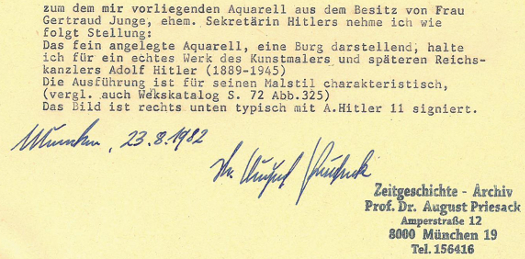 zum dem mir vorliegenden Aquarell aus dem Besitz von Frau
Gertraud Junge, ehem. Sekretärin Hitlers nehme ich wie
folgt Stellung:
Das fein angelegte Aquarell, eine Burg darstellend, halte
ich für ein echtes Werk des Kunstmalers und späteren Reichs-
kanzlers Adolf Hitler (1889-1945)
Die Ausführung ist für seinen Malstil charakteristisch,
(vergl. auch Wekskatalog S. 72 Abb.325)
Das Bild ist rechts unten typisch mit A.Hitler 11 signiert.
München, 23.8.1982
Dr. August Priesack
Zeitgeschichte - Archiv
Prof. Dr. August Priesack
Amperstraße 12
8000 München 19
Tel. 156416